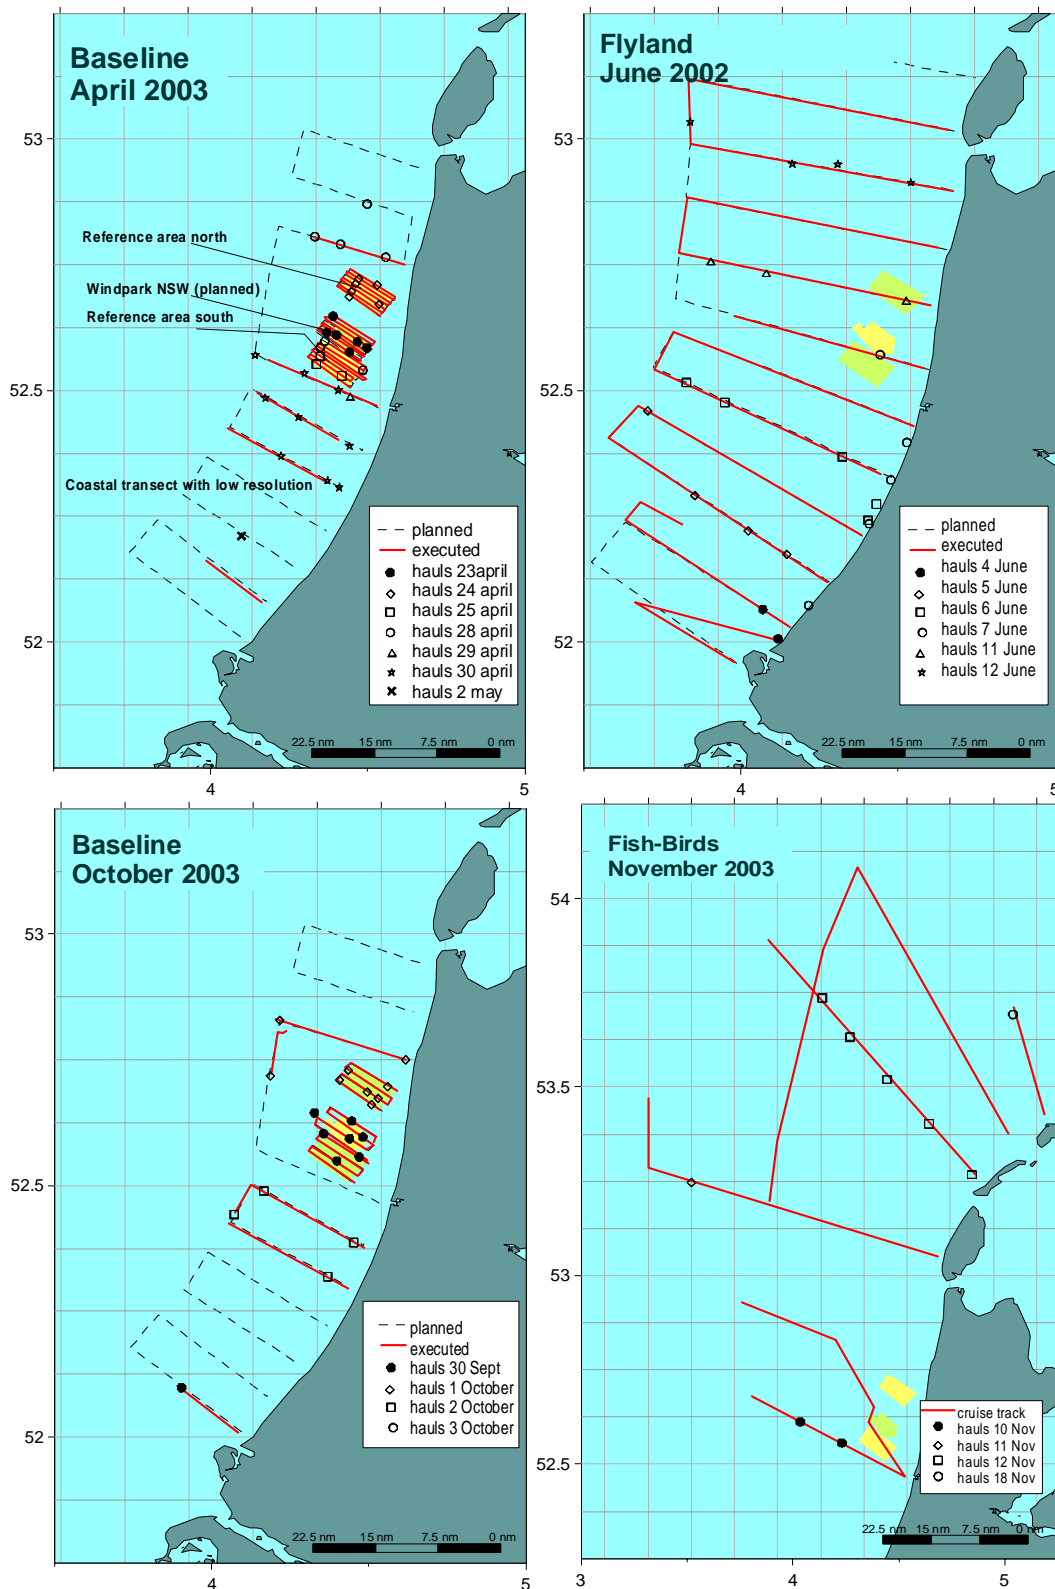 Baseline
April 2003
53
52.5
52
4
5
Reference area north
Windpark NSW (planned)
Reference area south
Coastal transect with low resolution
planned
executed
hauls 23april
hauls 24 april
hauls 25 april
hauls 28 april
hauls 29 april
hauls 30 april
hauls 2 may
22.5 nm 15 nm 7.5 nm 0 nm
Flyland
June 2002
53
52.5
52
4
5
planned
executed
hauls 4 June
hauls 5 June
hauls 6 June
hauls 7 June
hauls 11 June
hauls 12 June
22.5 nm 15 nm 7.5 nm 0 nm
Baseline
October 2003
53
52.5
52
4
5
planned
executed
hauls 30 Sept
hauls 1 October
hauls 2 October
hauls 3 October
22.5 nm 15 nm 7.5 nm 0 nm
Fish-Birds
November 2003
54
53.5
53
52.5
3
4
5
cruise track
hauls 10 Nov
hauls 11 Nov
hauls 12 Nov
hauls 18 Nov
22.5 nm 15 nm 7.5 nm 0 nm